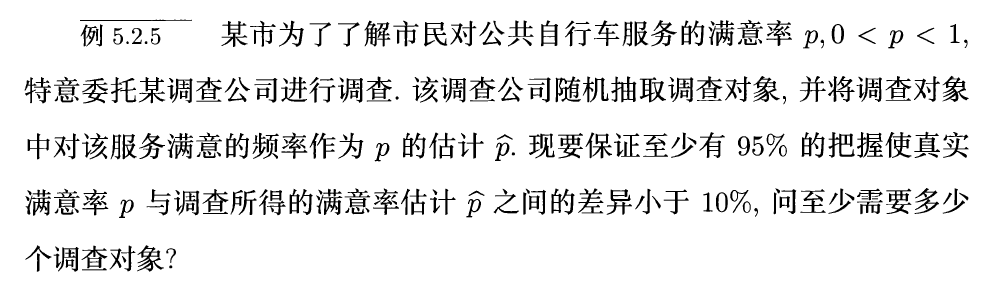 例 5.2.5 某市为了了解市民对公共自行车服务的满意率 p, 0 < p < 1,
特意委托某调查公司进行调查. 该调查公司随机抽取调查对象, 并将调查对象
中对该服务满意的频率作为 p 的估计 p̂. 现要保证至少有 95% 的把握使真实
满意率 p 与调查所得的满意率估计 p̂ 之间的差异小于 10%, 问至少需要多少
个调查对象?